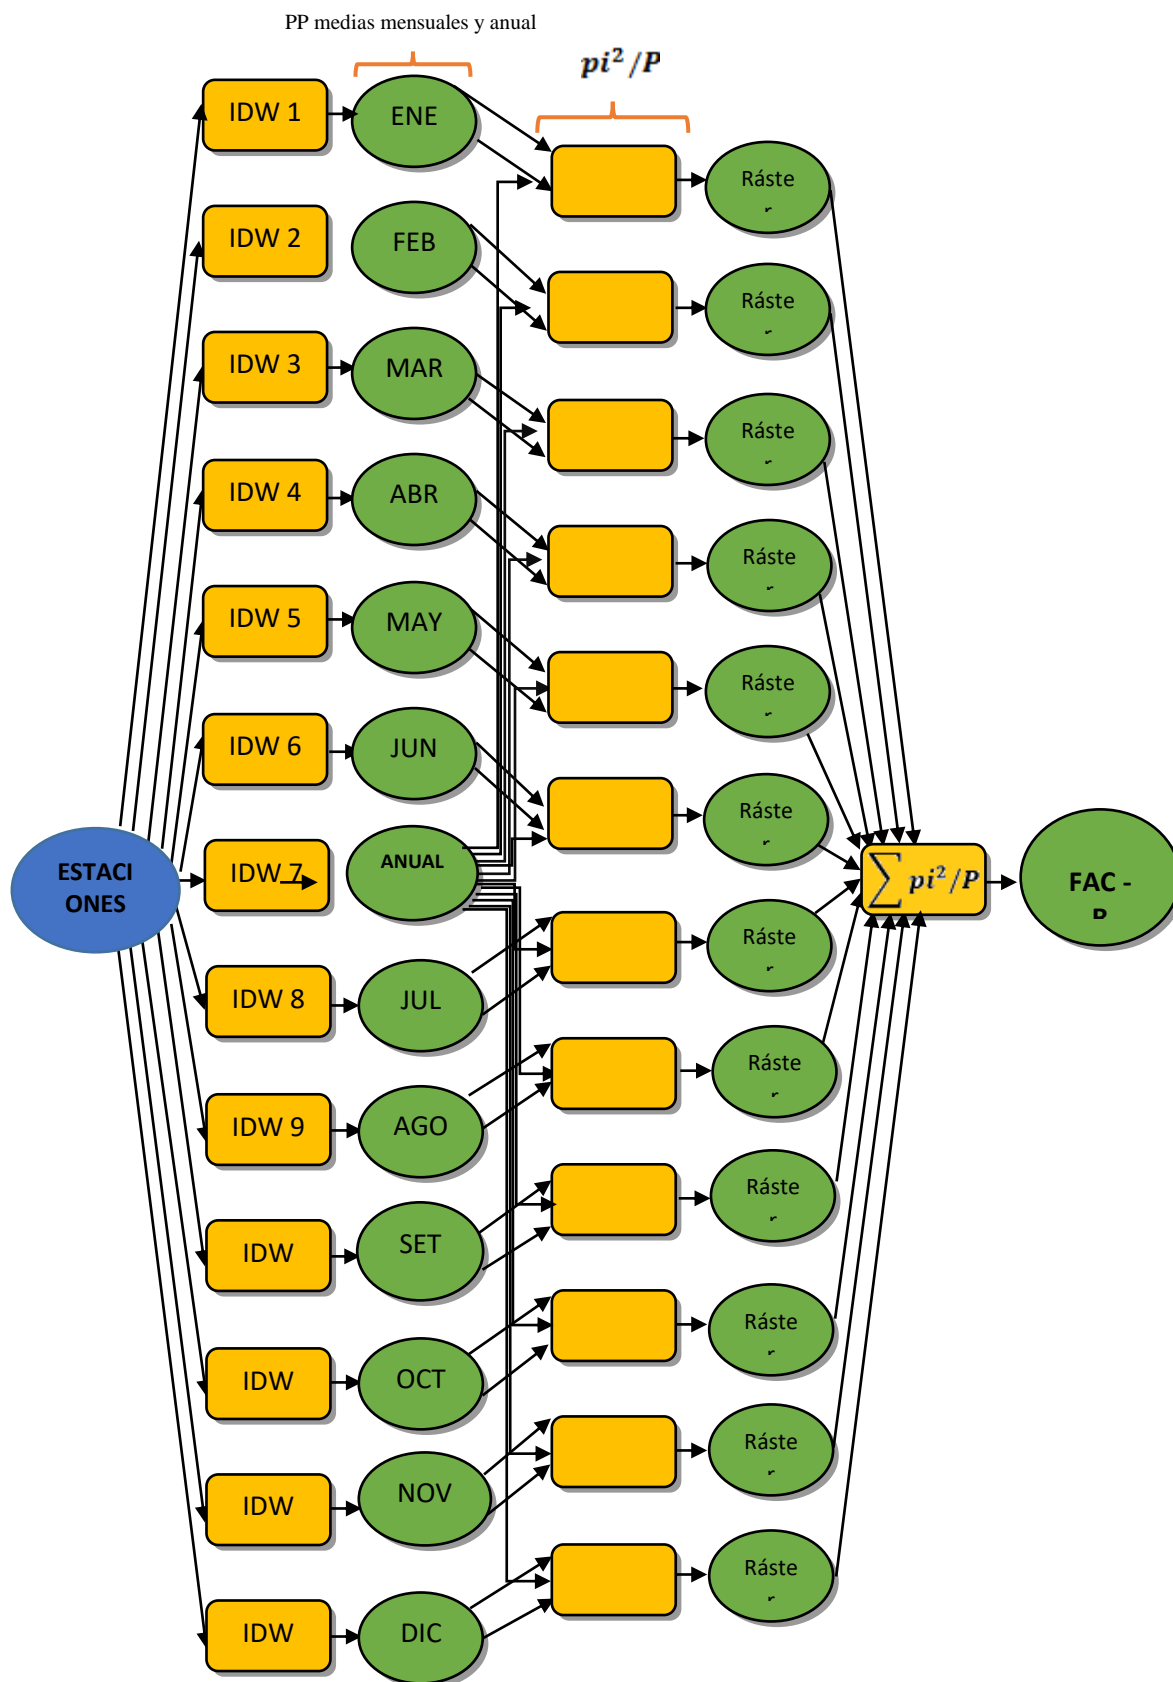 PP medias mensuales y anual
pi²/P
IDW 1
ENE
Ráste
r
IDW 2
FEB
Ráste
r
IDW 3
MAR
Ráste
r
IDW 4
ABR
Ráste
r
IDW 5
MAY
Ráste
r
IDW 6
JUN
Ráste
r
ESTACI
ONES
IDW 7
ANUAL
∑ pi²/P
FAC -
P
Ráste
r
IDW 8
JUL
Ráste
r
IDW 9
AGO
Ráste
r
IDW
SET
Ráste
r
IDW
OCT
Ráste
r
IDW
NOV
Ráste
r
IDW
DIC